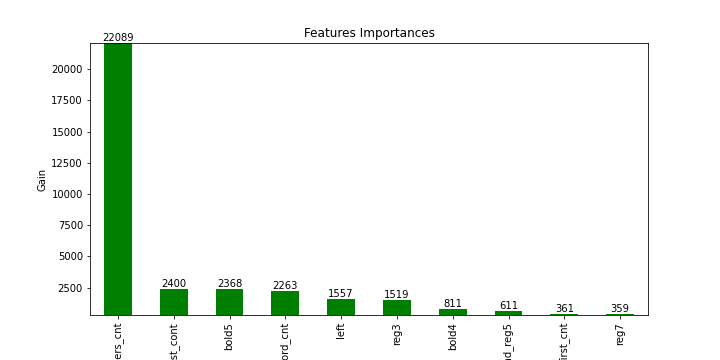 Features Importances
22089
2400
2368
2263
1557
1519
811
611
361
359
20000
17500
15000
12500
10000
7500
5000
2500
Gain
ers_cnt
st_cont
bold5
ord_cnt
left
reg3
bold4
nd_reg5
irst_cnt
reg7